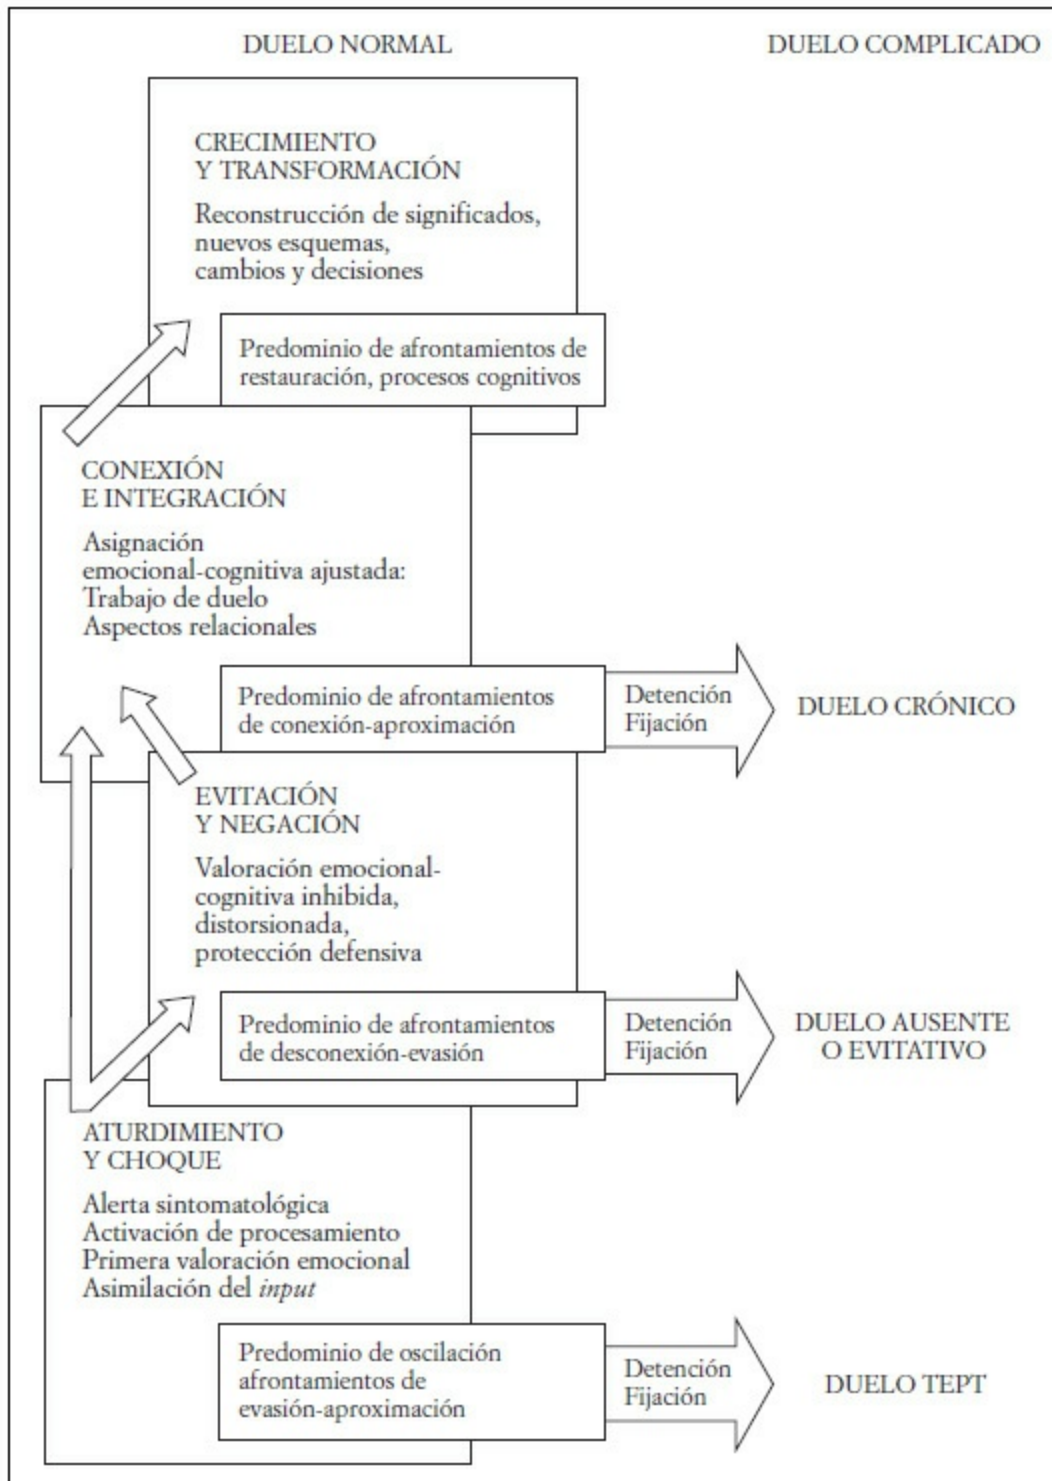 DUELO NORMAL
DUELO COMPLICADO
CRECIMIENTO
Y TRANSFORMACIÓN
Reconstrucción de significados,
nuevos esquemas,
cambios y decisiones
Predominio de afrontamientos de
restauración, procesos cognitivos
CONEXIÓN
E INTEGRACIÓN
Asignación
emocional-cognitiva ajustada:
Trabajo de duelo
Aspectos relacionales
Predominio de afrontamientos
de conexión-aproximación
Detención
Fijación
DUELO CRÓNICO
EVITACIÓN
Y NEGACIÓN
Valoración emocional-
cognitiva inhibida,
distorsionada,
protección defensiva
Predominio de afrontamientos
de desconexión-evasión
Detención
Fijación
DUELO AUSENTE
O EVITATIVO
ATURDIMIENTO
Y CHOQUE
Alerta sintomatológica
Activación de procesamiento
Primera valoración emocional
Asimilación del input
Predominio de oscilación
afrontamientos de
evasión-aproximación
Detención
Fijación
DUELO TEPT